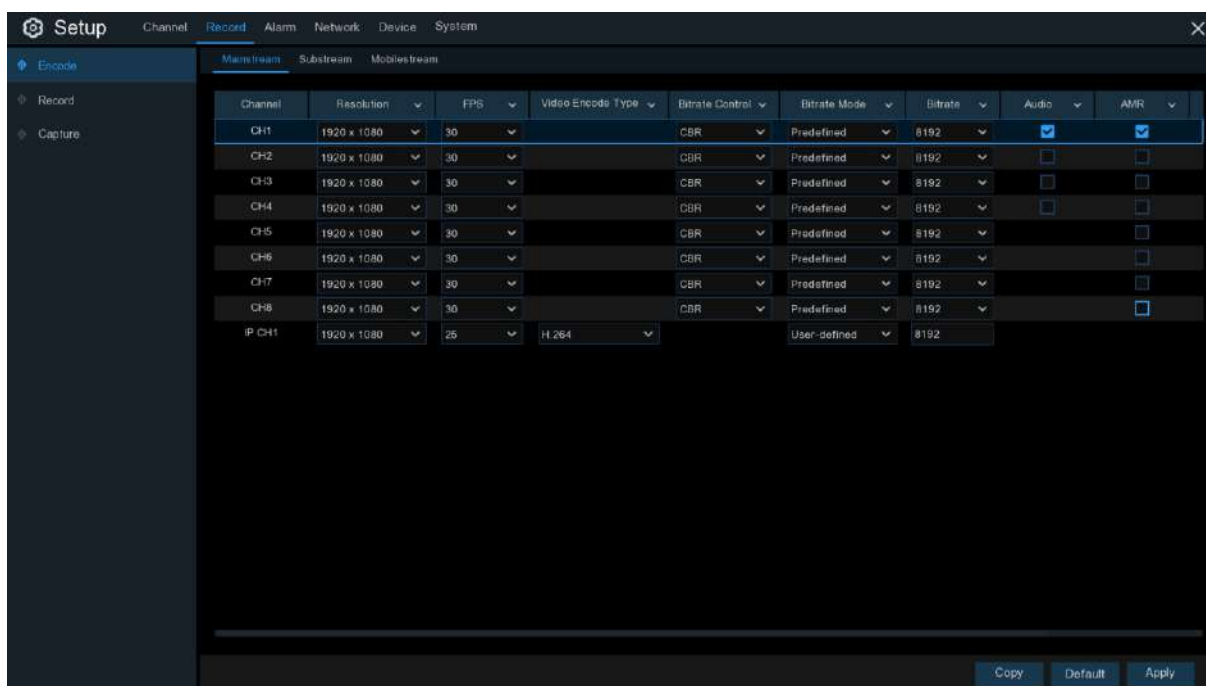 Setup Channel Record Alarm Network Device System
Encode
Record
Capture
Mainstream Substream Mobilestream
Channel Resolution FPS Video Encode Type Bitrate Control Bitrate Mode Bitrate Audio AMR
CH1 1920 x 1080 30 CBR Predefined 8192
CH2 1920 x 1080 30 CBR Predefined 8192
CH3 1920 x 1080 30 CBR Predefined 8192
CH4 1920 x 1080 30 CBR Predefined 8192
CH5 1920 x 1080 30 CBR Predefined 8192
CH6 1920 x 1080 30 CBR Predefined 8192
CH7 1920 x 1080 30 CBR Predefined 8192
CH8 1920 x 1080 30 CBR Predefined 8192
IP CH1 1920 x 1080 25 H.264 User-defined 8192
Copy Default Apply